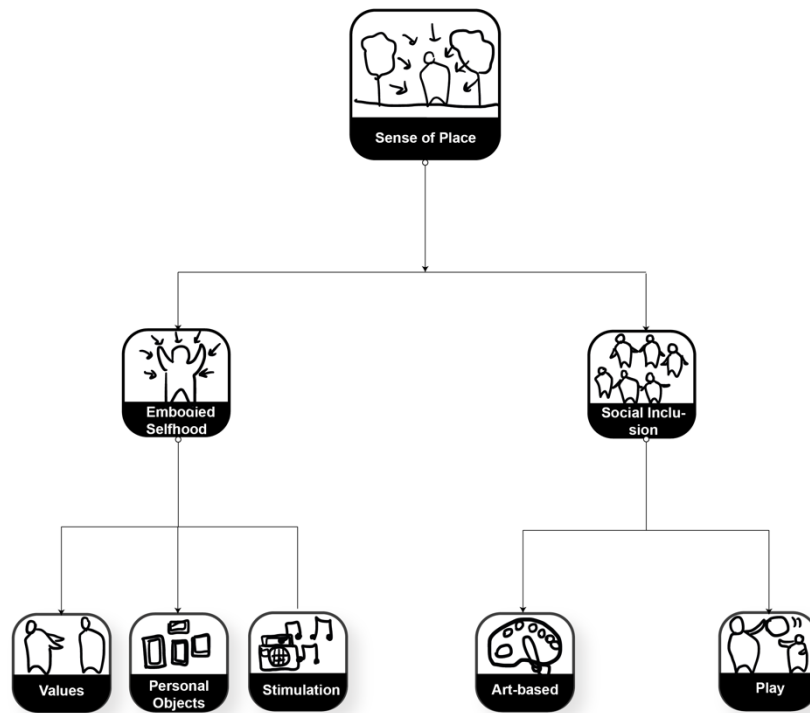 Sense of Place
Embodied
Selfhood
Social Inclu-
sion
Values
Personal
Objects
Stimulation
Art-based
Play